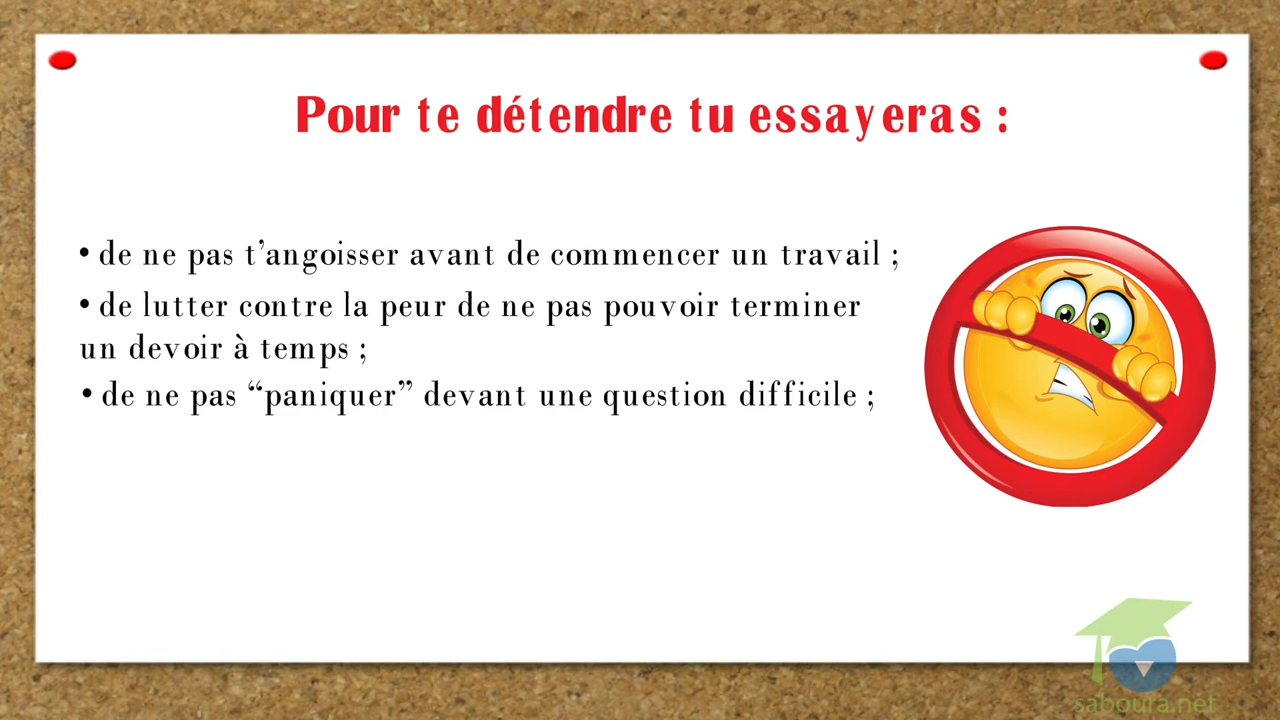 Pour te détendre tu essayeras :
• de ne pas t’angoisser avant de commencer un travail ;
• de lutter contre la peur de ne pas pouvoir terminer
un devoir à temps ;
• de ne pas “paniquer” devant une question difficile ;
saboura.net